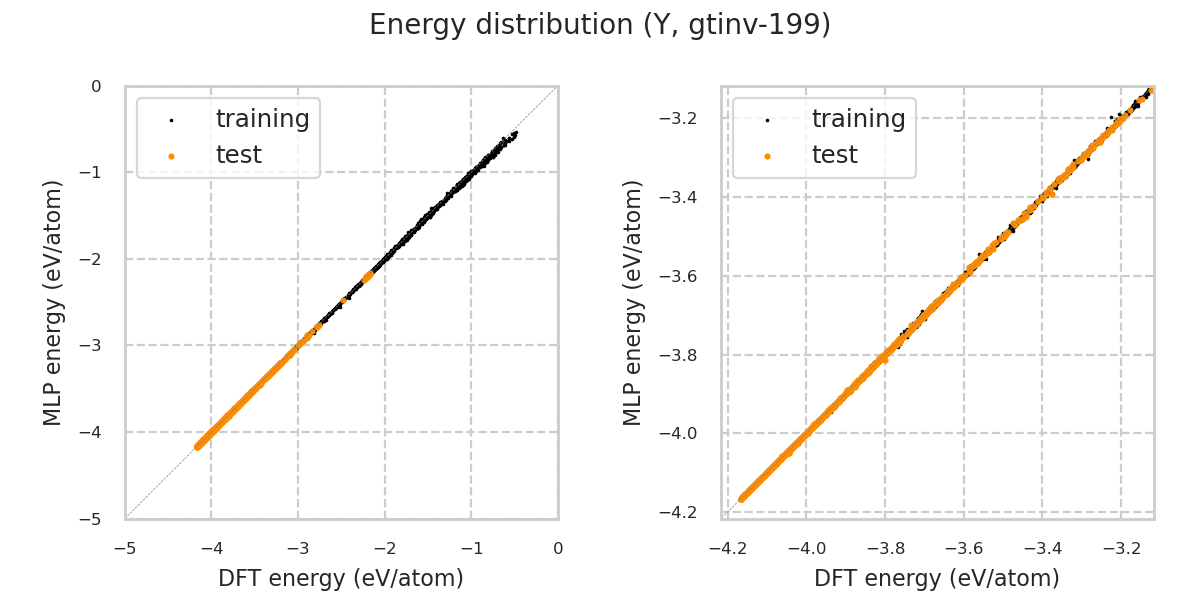 Energy distribution (Y, gtinv-199)
training
test
MLP energy (eV/atom)
0
−1
−2
−3
−4
−5
−5 −4 −3 −2 −1 0
DFT energy (eV/atom)
training
test
MLP energy (eV/atom)
−3.2
−3.4
−3.6
−3.8
−4.0
−4.2
−4.2 −4.0 −3.8 −3.6 −3.4 −3.2
DFT energy (eV/atom)